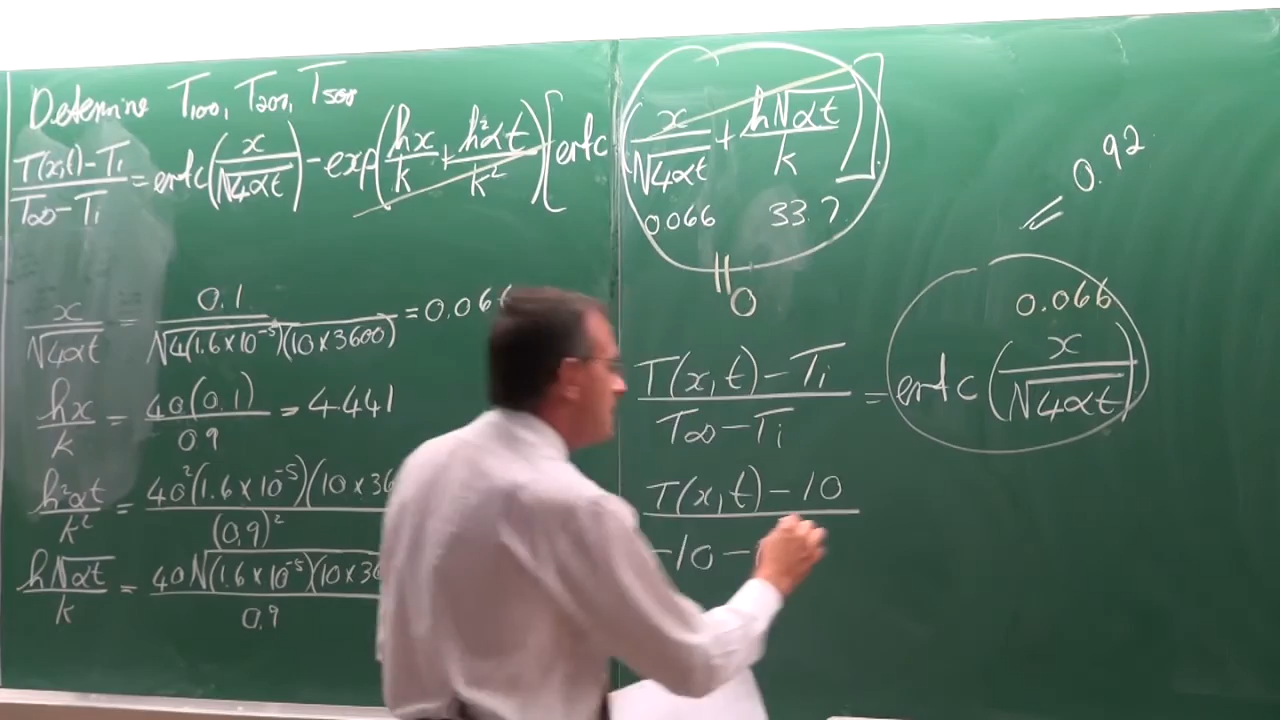 Determine T₁₀₀, T₂₀₀, T₅₀₀
(T(x,t)-Tᵢ)/(T∞-Tᵢ) = erfc(x/√4αt) - exp(hx/k + h²αt/k²)[erfc(x/√4αt + h√αt/k)]
0.066 33.7
|| 0
x/√4αt = 0.1/√4(1.6×10⁻⁵)(10×3600) = 0.066
hx/k = 40(0.1)/0.9 = 4.441
h²αt/k² = 40²(1.6×10⁻⁵)(10×36/(0.9)²
h√αt/k = 40√(1.6×10⁻⁵)(10×36/0.9
= 0.92
0.066
(T(x,t)-Tᵢ)/(T∞-Tᵢ) = erfc(x/√4αt)
(T(x,t)-10)/(-10-